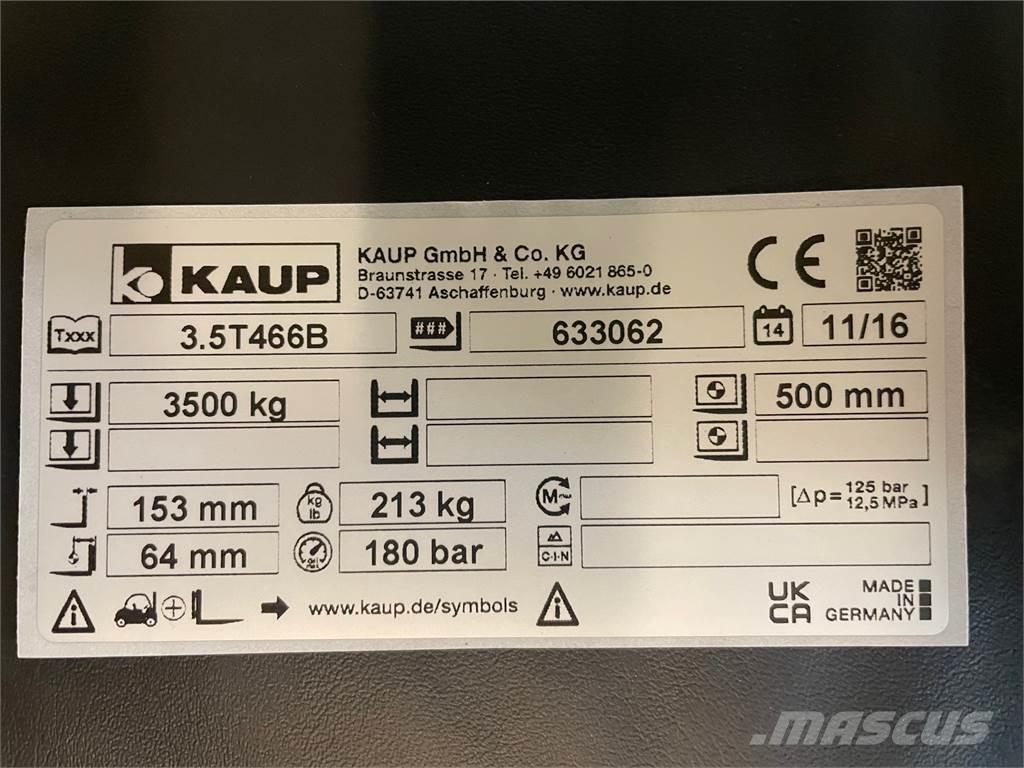 KAUP
KAUP GmbH & Co. KG
Braunstrasse 17 · Tel. +49 6021 865-0
D-63741 Aschaffenburg · www.kaup.de
CE
Txxx 3.5T466B ### 633062 14 11/16
3500 kg 500 mm
153 mm kg lb 213 kg M max [Δp= 125 bar 12,5 MPa]
64 mm 180 bar C-I-N
www.kaup.de/symbols
UK
CA
MADE
IN
GERMANY
MASCUS